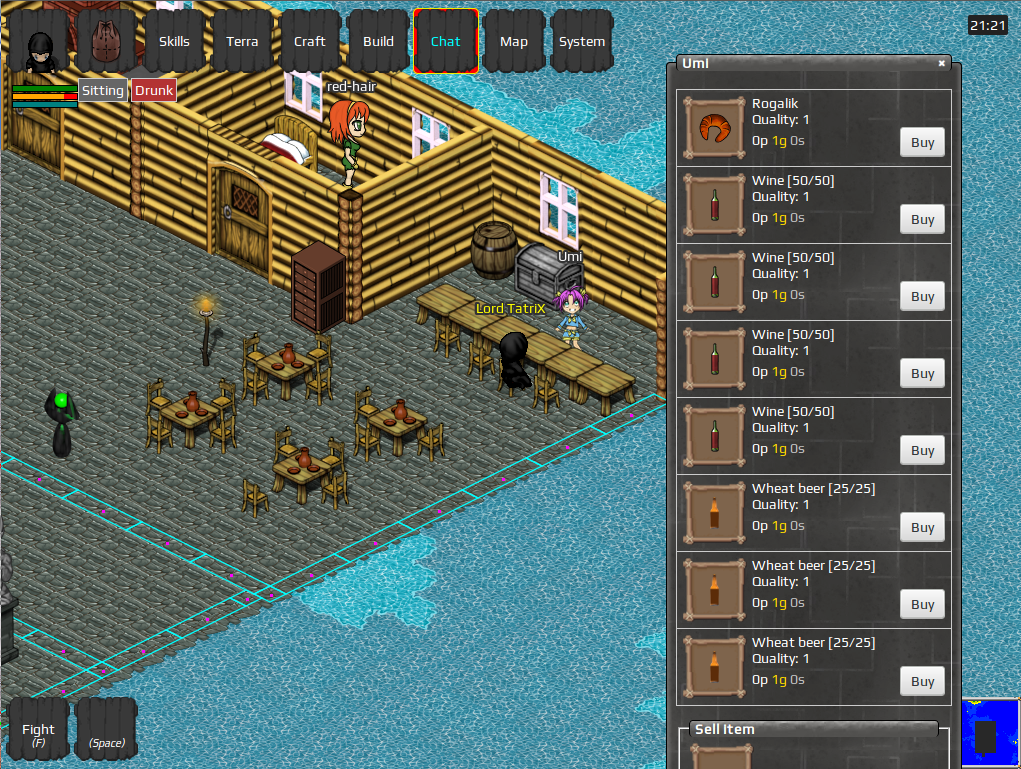 Skills
Terra
Craft
Build
Chat
Map
System
21:21
Sitting
Drunk
red-hair
Umi
Lord TatriX
Umi
×
Rogalik
Quality: 1
0p 1g 0s
Buy
Wine [50/50]
Quality: 1
0p 1g 0s
Buy
Wine [50/50]
Quality: 1
0p 1g 0s
Buy
Wine [50/50]
Quality: 1
0p 1g 0s
Buy
Wine [50/50]
Quality: 1
0p 1g 0s
Buy
Wheat beer [25/25]
Quality: 1
0p 1g 0s
Buy
Wheat beer [25/25]
Quality: 1
0p 1g 0s
Buy
Wheat beer [25/25]
Quality: 1
0p 1g 0s
Buy
Sell Item
Fight
(F)
(Space)